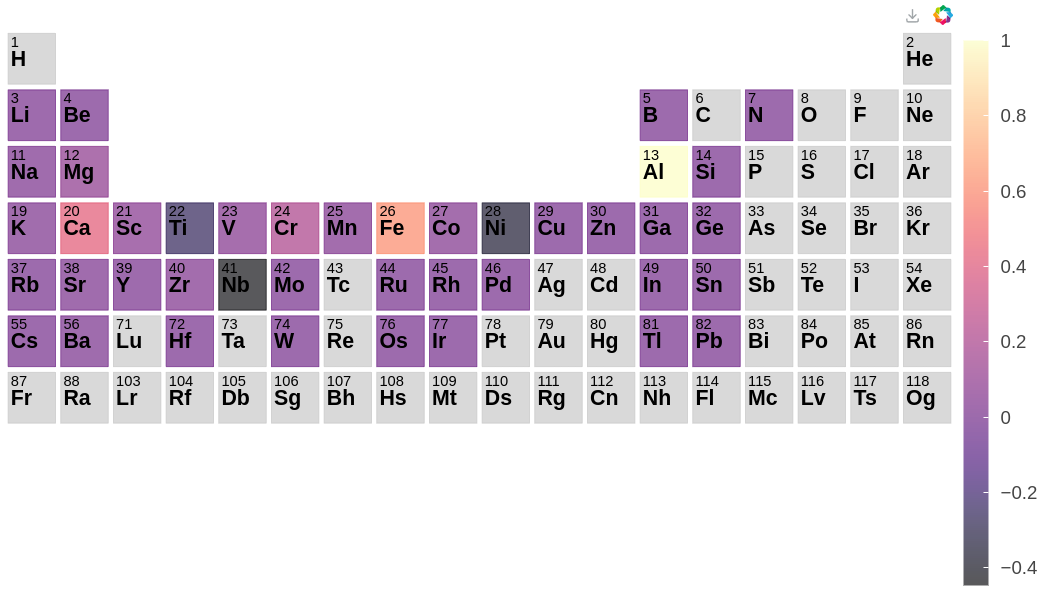 1
H
2
He
1
3
Li
4
Be
5
B
6
C
7
N
8
O
9
F
10
Ne
0.8
11
Na
12
Mg
13
Al
14
Si
15
P
16
S
17
Cl
18
Ar
0.6
19
K
20
Ca
21
Sc
22
Ti
23
V
24
Cr
25
Mn
26
Fe
27
Co
28
Ni
29
Cu
30
Zn
31
Ga
32
Ge
33
As
34
Se
35
Br
36
Kr
0.4
37
Rb
38
Sr
39
Y
40
Zr
41
Nb
42
Mo
43
Tc
44
Ru
45
Rh
46
Pd
47
Ag
48
Cd
49
In
50
Sn
51
Sb
52
Te
53
I
54
Xe
0.2
55
Cs
56
Ba
71
Lu
72
Hf
73
Ta
74
W
75
Re
76
Os
77
Ir
78
Pt
79
Au
80
Hg
81
Tl
82
Pb
83
Bi
84
Po
85
At
86
Rn
87
Fr
88
Ra
103
Lr
104
Rf
105
Db
106
Sg
107
Bh
108
Hs
109
Mt
110
Ds
111
Rg
112
Cn
113
Nh
114
Fl
115
Mc
116
Lv
117
Ts
118
Og
0
−0.2
−0.4